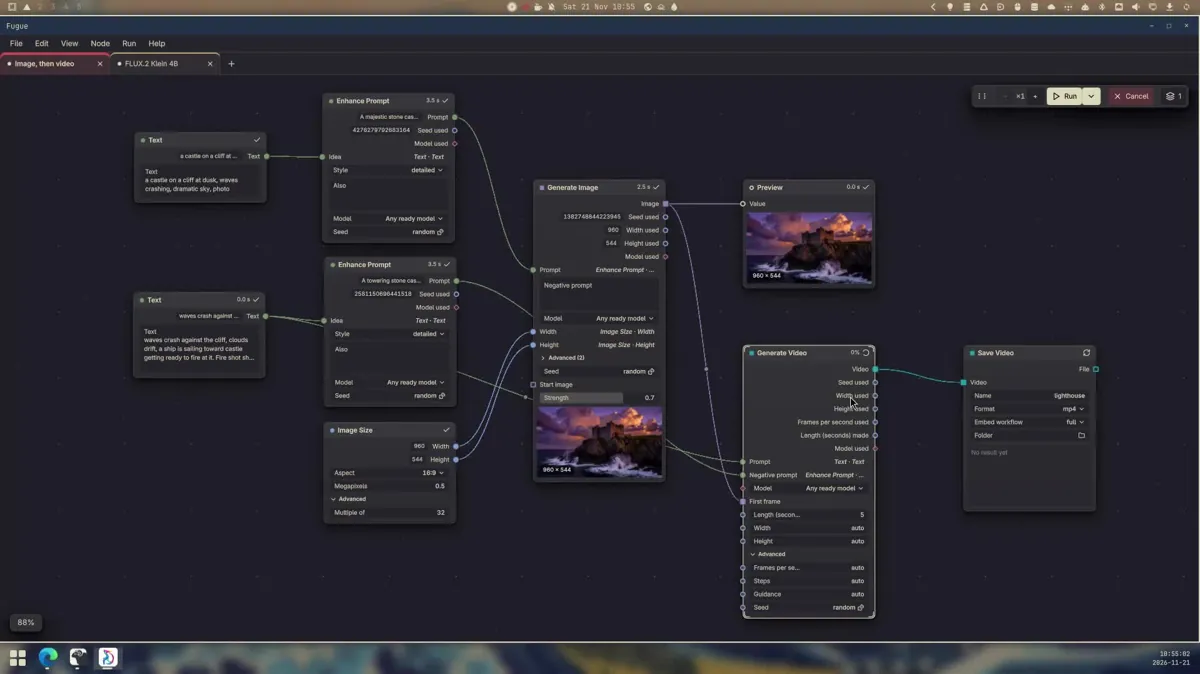 Sat 21 Nov 18:55
Fugue
File Edit View Node Run Help
Image, then video
FLUX.2 Klein 4B
×1
Run
Cancel
1
Text
a castle on a cliff at ...
Text
Text
a castle on a cliff at dusk, waves
crashing, dramatic sky, photo
Text
0.0 s
waves crash against ...
Text
Text
waves crash against the cliff, clouds
drift, a ship is sailing toward castle
getting ready to fire at it. Fire shot sh...
Enhance Prompt
3.5 s
A majestic stone cas...
Prompt
Seed used
Model used
Idea
Text · Text
Style
detailed
Also
Model
Any ready model
Seed
random
Enhance Prompt
3.5 s
A towering stone cas...
Prompt
Seed used
Model used
Idea
Text · Text
Style
detailed
Also
Model
Any ready model
Seed
random
Image Size
960 Width
544 Height
Aspect
16:9
Megapixels
0.5
Advanced
Multiple of
32
Generate Image
2.5 s
Image
Seed used
960 Width used
544 Height used
Model used
Prompt
Enhance Prompt · ...
Negative prompt
Model
Any ready model
Width
Image Size · Width
Height
Image Size · Height
Advanced (2)
Seed
random
Start image
Strength
0.7
960 × 544
Preview
0.0 s
Value
960 × 544
Generate Video
0%
Video
Seed used
Width used
Height used
Frames per second used
Length (seconds) made
Model used
Prompt
Text · Text
Negative prompt
Enhance Prompt · ...
Model
Any ready model
First frame
Length (secon...
5
Width
auto
Height
auto
Advanced
Frames per se...
auto
Steps
auto
Guidance
auto
Seed
random
Save Video
File
Video
Name
lighthouse
Format
mp4
Embed workflow
full
Folder
No result yet
88%
18:55:02
2026-11-21